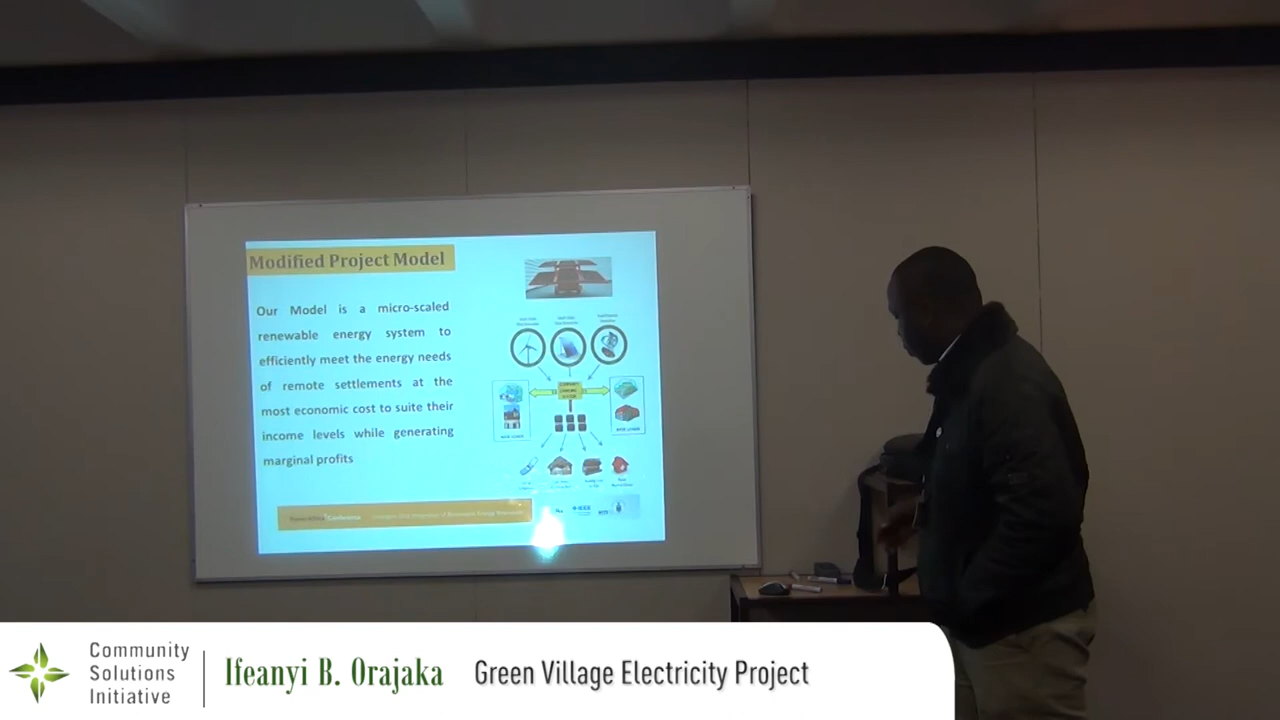 Modified Project Model
Our Model is a micro-scaled
renewable energy system to
efficiently meet the energy needs
of remote settlements at the
most economic cost to suite their
income levels while generating
marginal profits
IEEE
Community
Solutions
Initiative
Ifeanyi B. Orajaka
Green Village Electricity Project